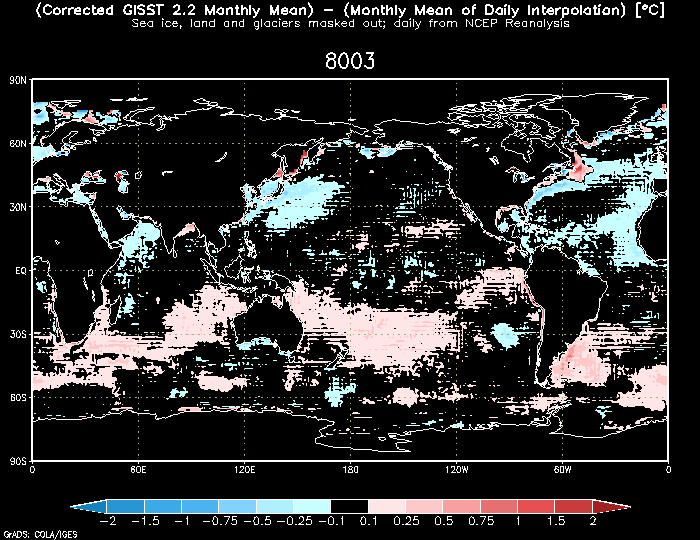 (Corrected GISST 2.2 Monthly Mean) - (Monthly Mean of Daily Interpolation) [°C]
Sea ice, land and glaciers masked out; daily from NCEP Reanalysis
8003
90N
60N
30N
EQ
30S
60S
90S
0 60E 120E 180 120W 60W 0
-2 -1.5 -1 -0.75 -0.5 -0.25 -0.1 0.1 0.25 0.5 0.75 1 1.5 2
GrADS: COLA/IGES